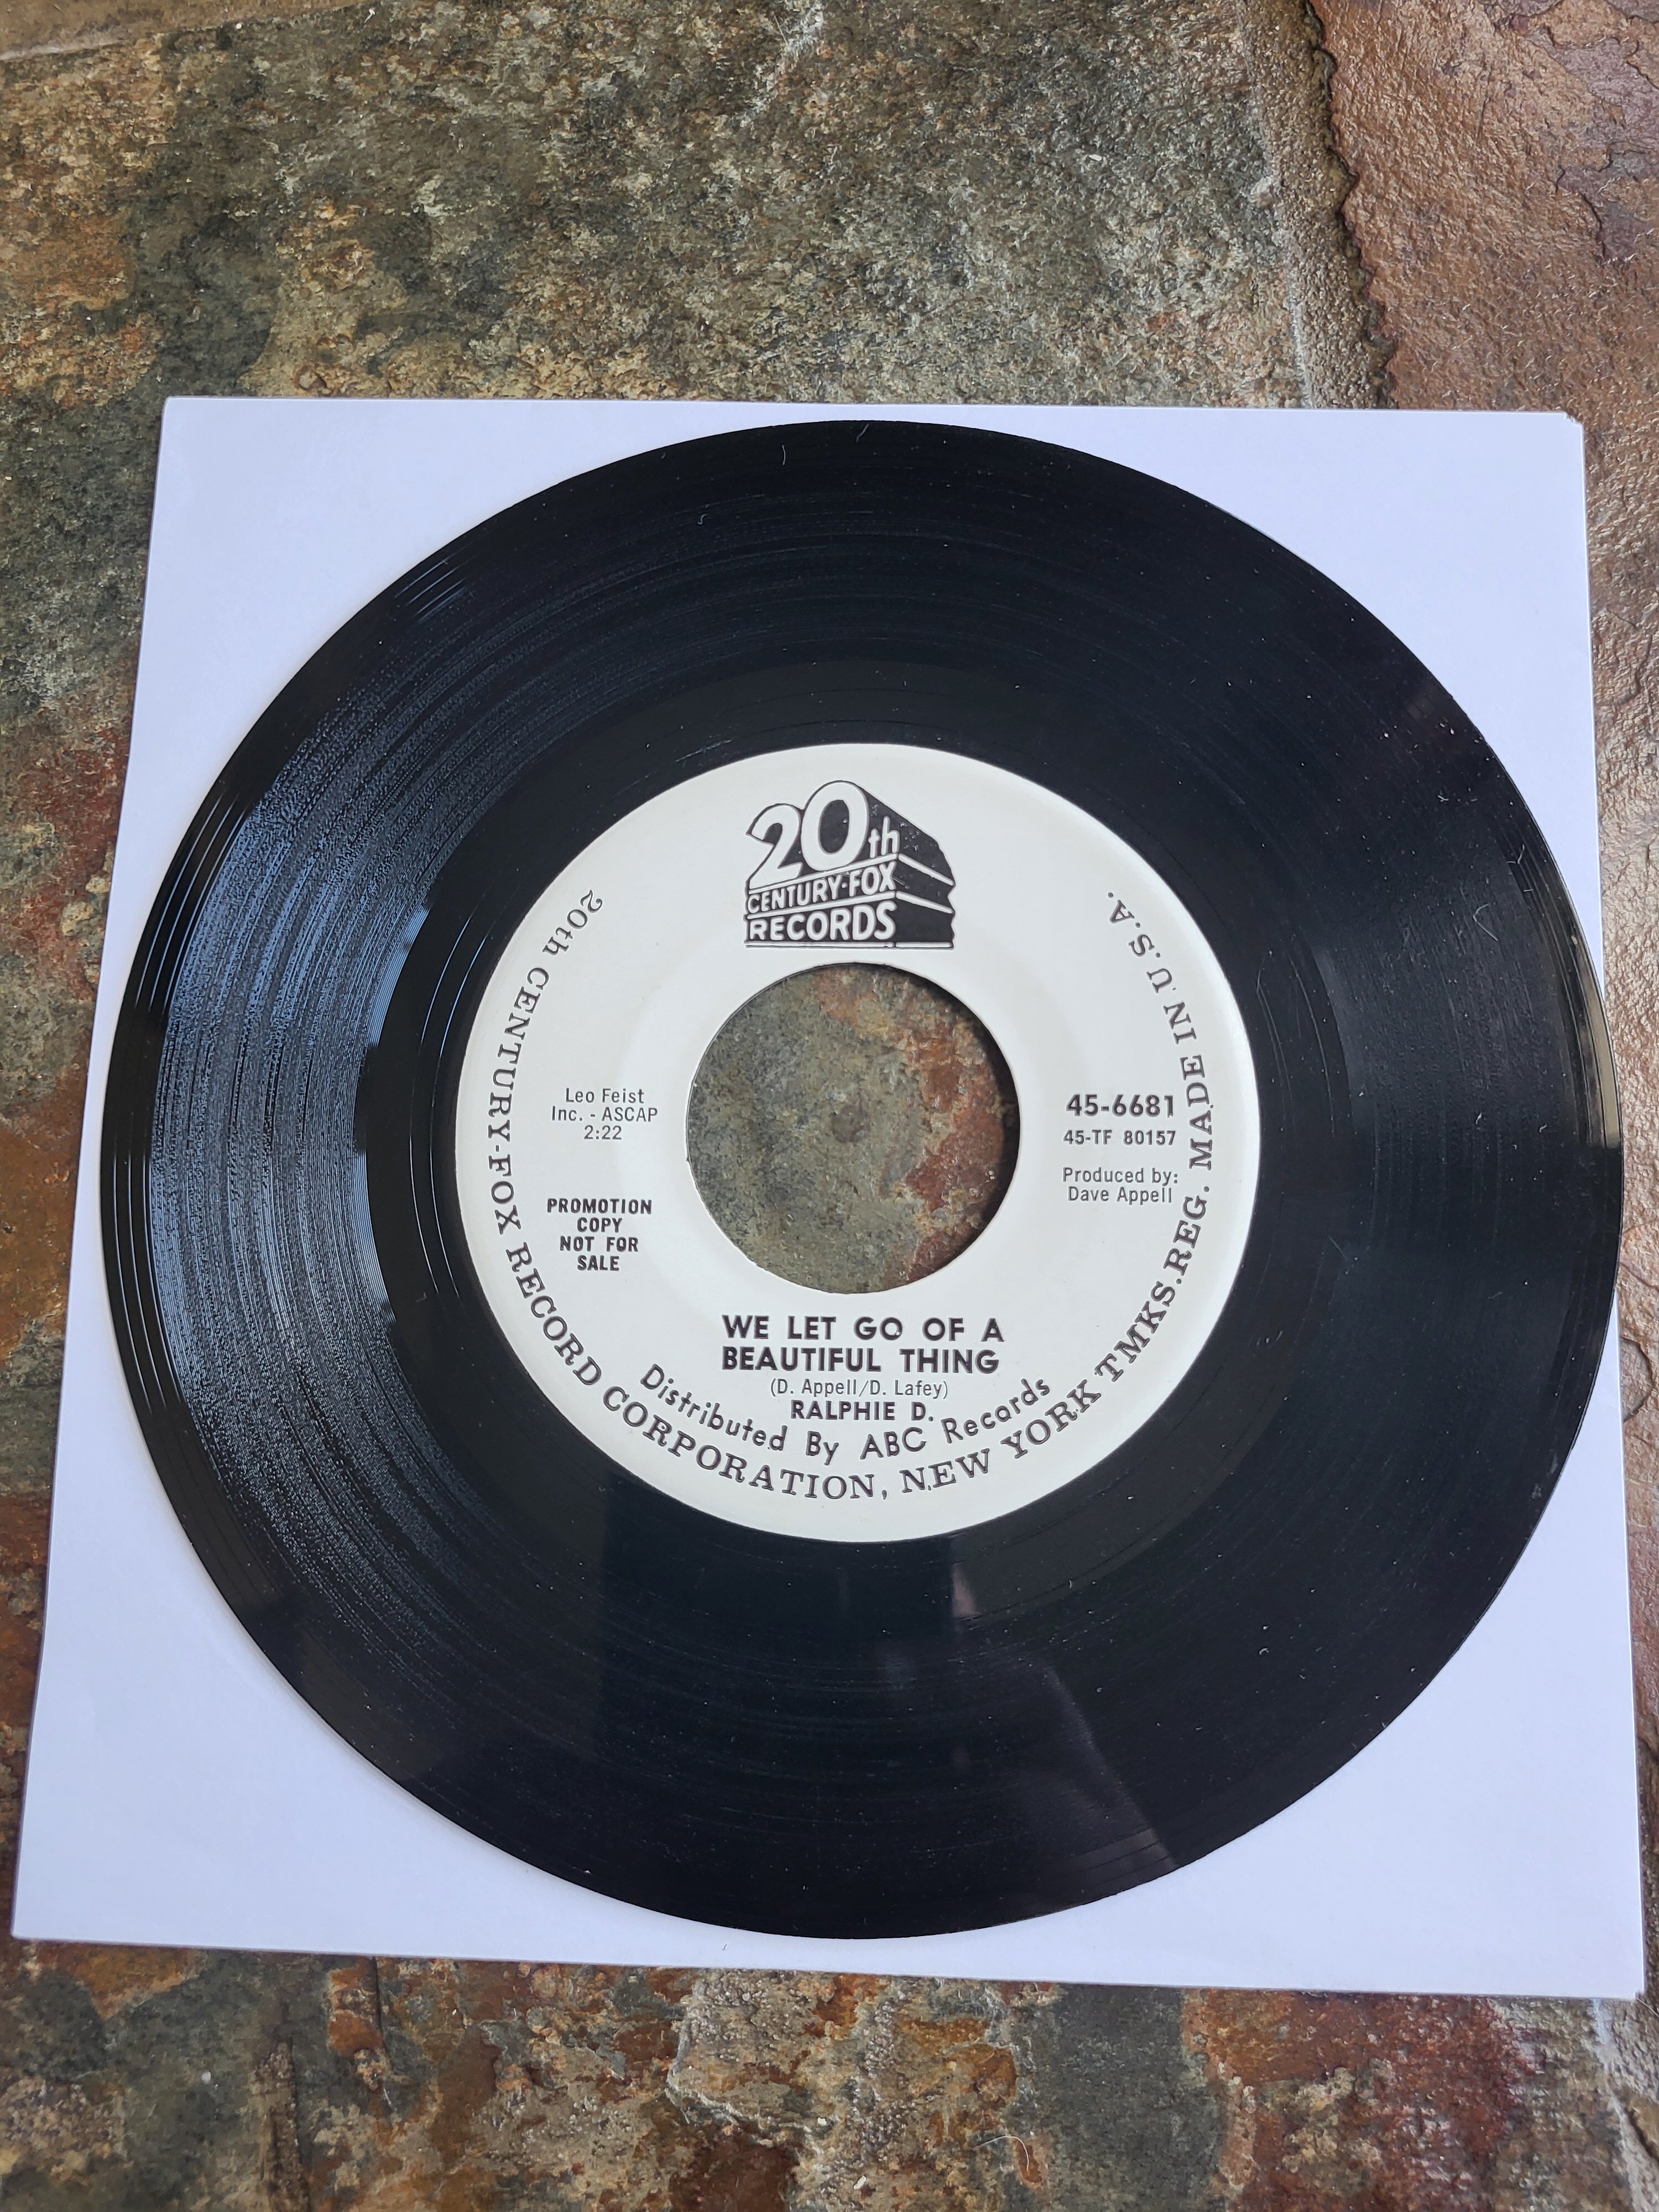 20th
CENTURY-FOX
RECORDS
Leo Feist
Inc. - ASCAP
2:22
PROMOTION
COPY
NOT FOR
SALE
45-6681
45-TF 80157
Produced by:
Dave Appell
WE LET GO OF A
BEAUTIFUL THING
(D. Appell/D. Lafey)
RALPHIE D.
Distributed By ABC Records
20th CENTURY-FOX RECORD CORPORATION, NEW YORK TMKS.REG. MADE IN U.S.A.